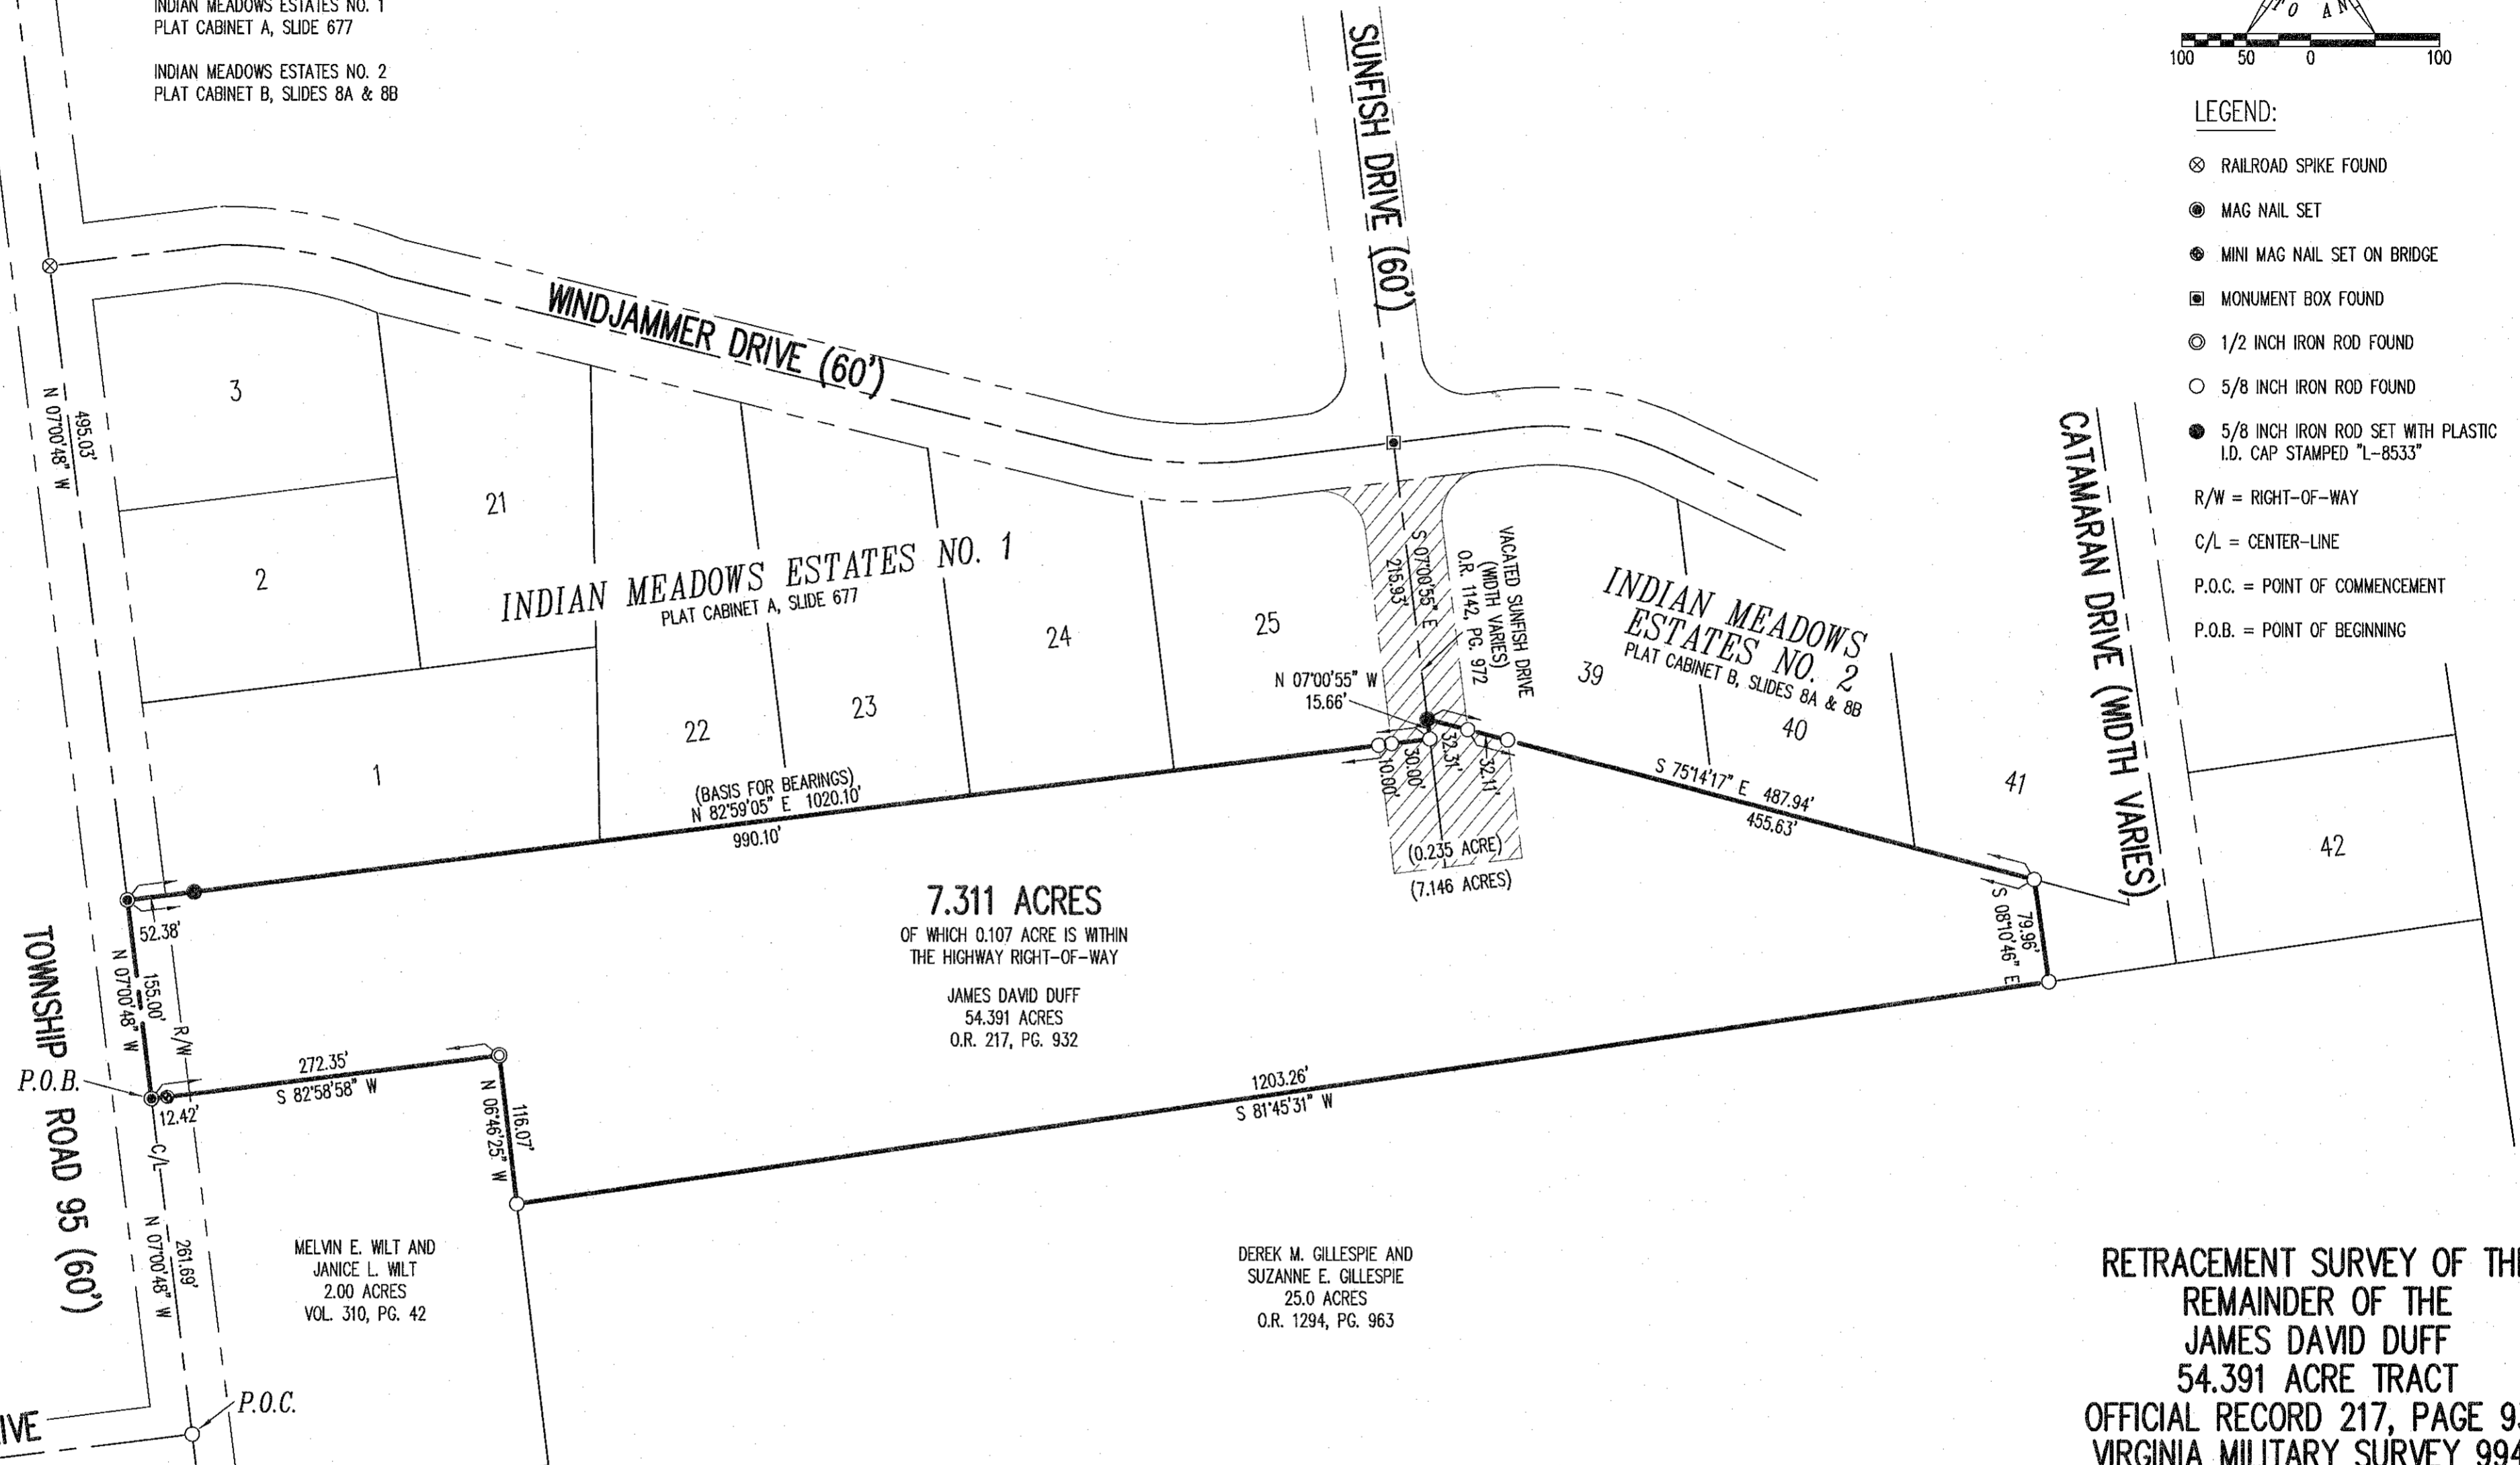 INDIAN MEADOWS ESTATES NO. 1
PLAT CABINET A, SLIDE 677
INDIAN MEADOWS ESTATES NO. 2
PLAT CABINET B, SLIDES 8A & 8B
SUNFISH DRIVE (60')
100 50 0 100
LEGEND:
RAILROAD SPIKE FOUND
MAG NAIL SET
MINI MAG NAIL SET ON BRIDGE
MONUMENT BOX FOUND
1/2 INCH IRON ROD FOUND
5/8 INCH IRON ROD FOUND
5/8 INCH IRON ROD SET WITH PLASTIC
I.D. CAP STAMPED "L-8533"
R/W = RIGHT-OF-WAY
C/L = CENTER-LINE
P.O.C. = POINT OF COMMENCEMENT
P.O.B. = POINT OF BEGINNING
WINDJAMMER DRIVE (60')
495.03'
N 07°00'48" W
3
2
21
1
INDIAN MEADOWS ESTATES NO. 1
PLAT CABINET A, SLIDE 677
22
23
24
25
S 07°00'55" E
215.93'
VACATED SUNFISH DRIVE
(WIDTH VARIES)
O.R. 1142, PG. 972
N 07°00'55" W
15.66'
INDIAN MEADOWS
ESTATES NO. 2
PLAT CABINET B, SLIDES 8A & 8B
39
40
41
42
CATAMARAN DRIVE (WIDTH VARIES)
(BASIS FOR BEARINGS)
N 82°59'05" E 1020.10'
990.10'
10.00'
30.00'
32.31'
32.11'
S 75°14'17" E 487.94'
455.63'
(0.235 ACRE)
(7.146 ACRES)
79.96'
S 08°10'46" E
7.311 ACRES
OF WHICH 0.107 ACRE IS WITHIN
THE HIGHWAY RIGHT-OF-WAY
JAMES DAVID DUFF
54.391 ACRES
O.R. 217, PG. 932
52.38'
155.00'
N 07°00'48" W
R/W
P.O.B.
12.42'
272.35'
S 82°58'58" W
116.07'
N 06°46'25" W
1203.26'
S 81°45'31" W
TOWNSHIP ROAD 95 (60')
C/L
261.69'
N 07°00'48" W
P.O.C.
IVE
MELVIN E. WILT AND
JANICE L. WILT
2.00 ACRES
VOL. 310, PG. 42
DEREK M. GILLESPIE AND
SUZANNE E. GILLESPIE
25.0 ACRES
O.R. 1294, PG. 963
RETRACEMENT SURVEY OF THE
REMAINDER OF THE
JAMES DAVID DUFF
54.391 ACRE TRACT
OFFICIAL RECORD 217, PAGE 93
VIRGINIA MILITARY SURVEY 994